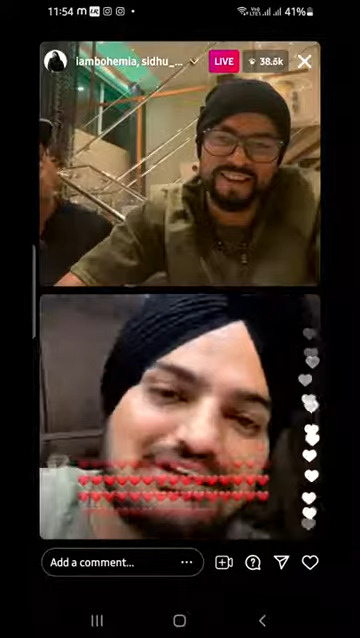 11:54
41%
iambohemia, sidhu_...
LIVE
38.6k
Add a comment...